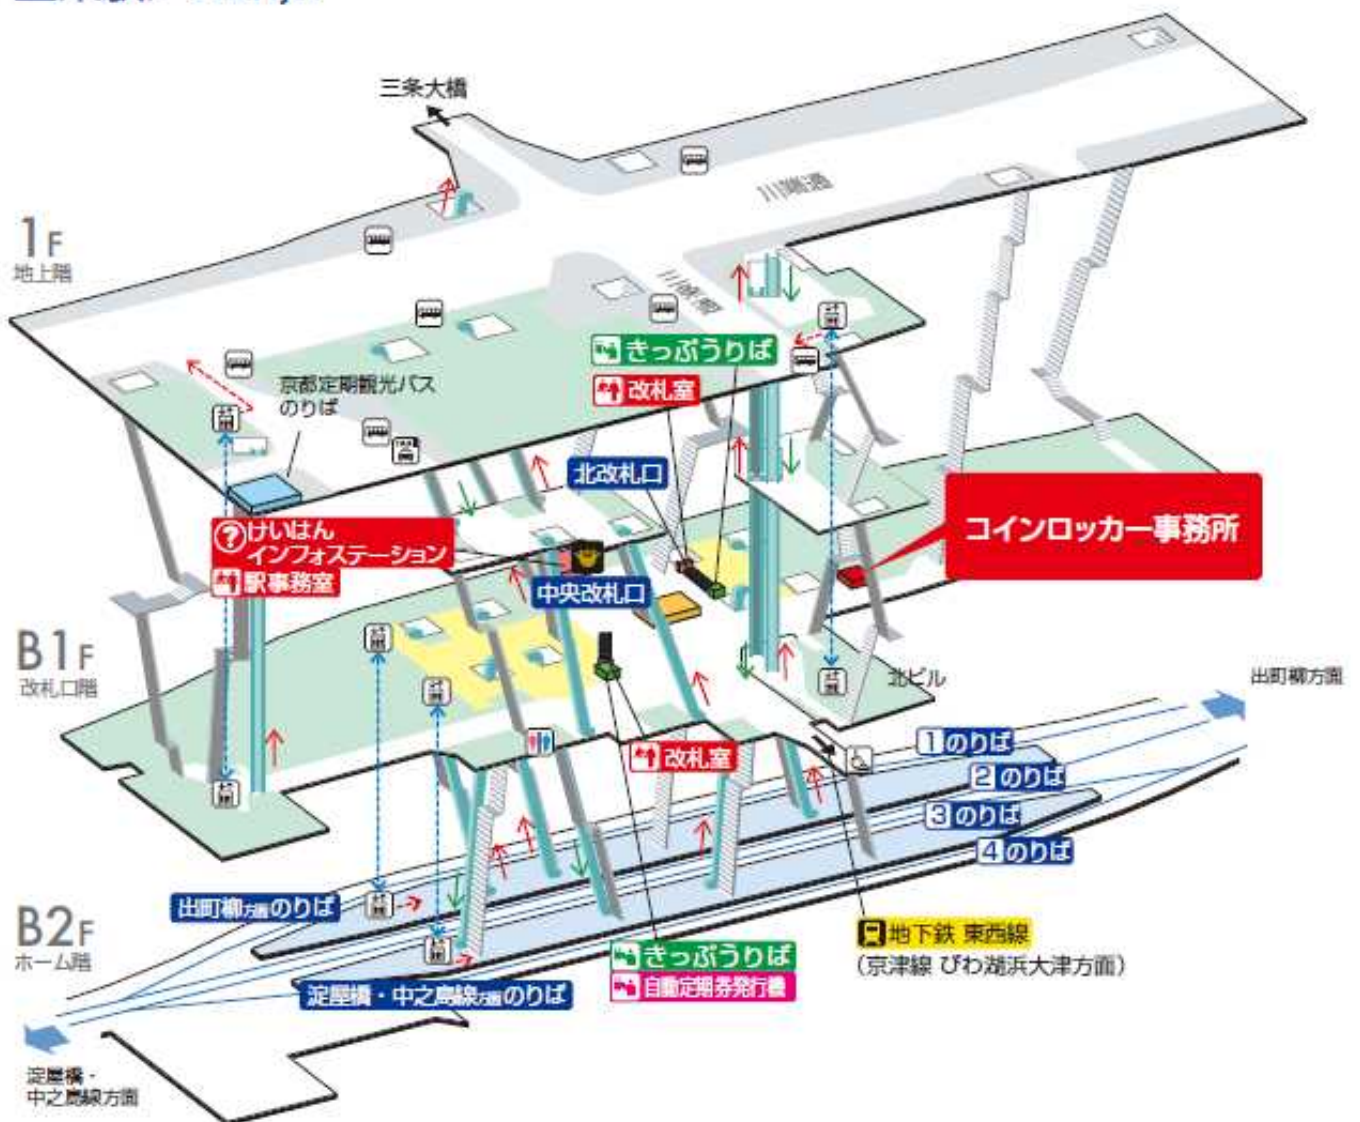 三条大橋
川端通
1F
地上階
川端通
きっぷうりば
改札室
京都定期観光バス
のりば
TAXI
北改札口
けいはん
インフォステーション
駅事務室
コインロッカー事務所
中央改札口
B1F
改札口階
北ビル
出町柳方面
改札室
1のりば
2のりば
3のりば
4のりば
出町柳方面のりば
B2F
ホーム階
地下鉄 東西線
(京津線 びわ湖浜大津方面)
きっぷうりば
自動定期券発行機
淀屋橋・中之島線方面のりば
淀屋橋・
中之島線方面